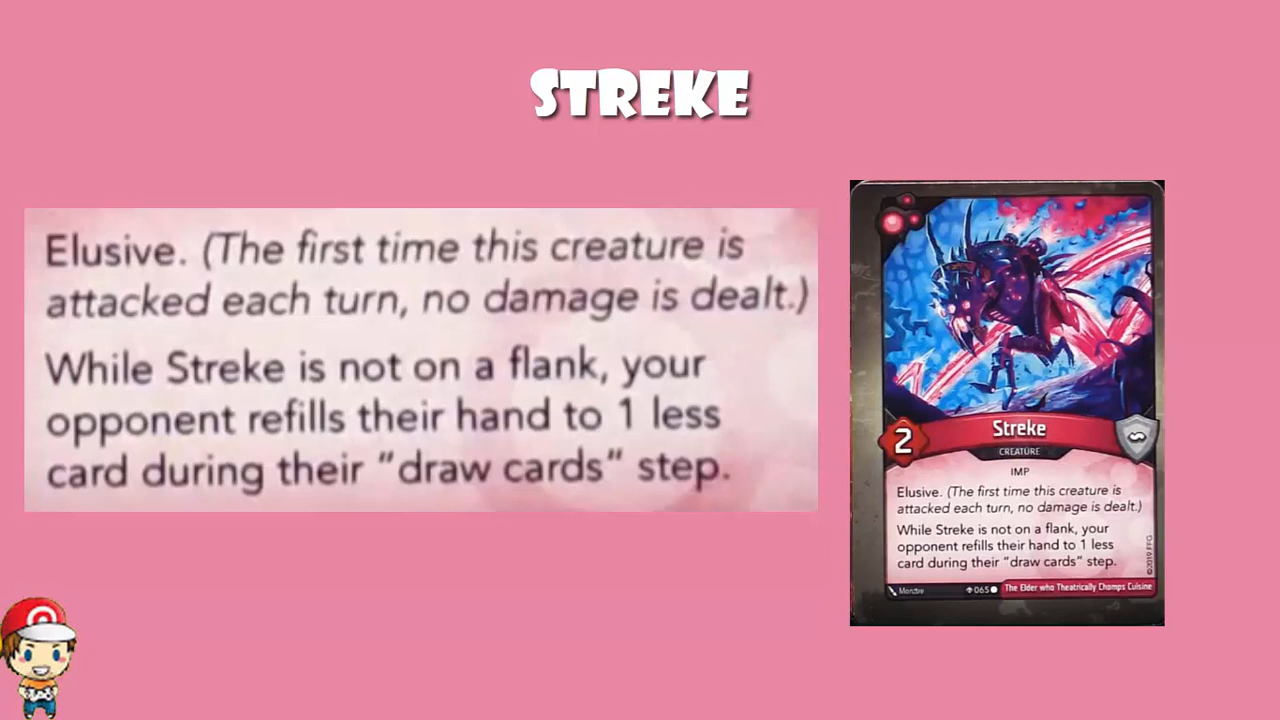 STREKE
Elusive. (The first time this creature is
attacked each turn, no damage is dealt.)
While Streke is not on a flank, your
opponent refills their hand to 1 less
card during their “draw cards” step.
2
Streke
CREATURE
IMP
Elusive. (The first time this creature is
attacked each turn, no damage is dealt.)
While Streke is not on a flank, your
opponent refills their hand to 1 less
card during their “draw cards” step.
©2019 FFG
065
The Elder who Theatrically Chomps Cuisine